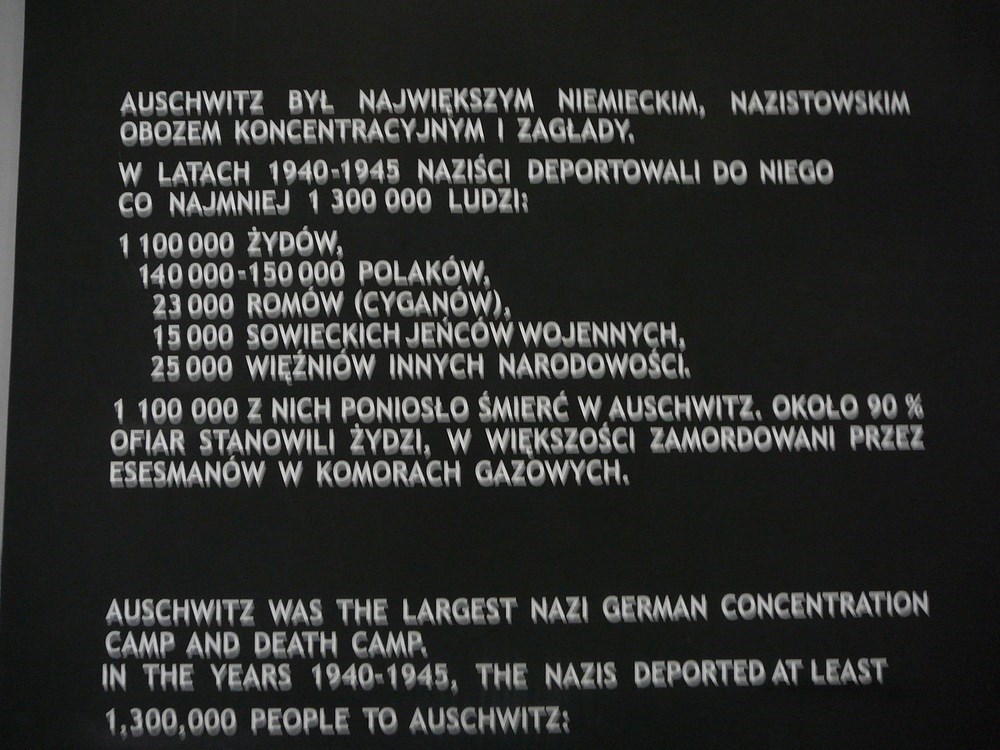 AUSCHWITZ BYŁ NAJWIĘKSZYM NIEMIECKIM, NAZISTOWSKIM
OBOZEM KONCENTRACYJNYM I ZAGŁADY.
W LATACH 1940-1945 NAZIŚCI DEPORTOWALI DO NIEGO
CO NAJMNIEJ 1 300 000 LUDZI:
1 100 000 ŻYDÓW,
140 000-150 000 POLAKÓW,
23 000 ROMÓW (CYGANÓW),
15 000 SOWIECKICH JEŃCÓW WOJENNYCH,
25 000 WIĘŹNIÓW INNYCH NARODOWOŚCI.
1 100 000 Z NICH PONIOSŁO ŚMIERĆ W AUSCHWITZ. OKOŁO 90 %
OFIAR STANOWILI ŻYDZI, W WIĘKSZOŚCI ZAMORDOWANI PRZEZ
ESESMANÓW W KOMORACH GAZOWYCH.
AUSCHWITZ WAS THE LARGEST NAZI GERMAN CONCENTRATION
CAMP AND DEATH CAMP.
IN THE YEARS 1940-1945, THE NAZIS DEPORTED AT LEAST
1,300,000 PEOPLE TO AUSCHWITZ: